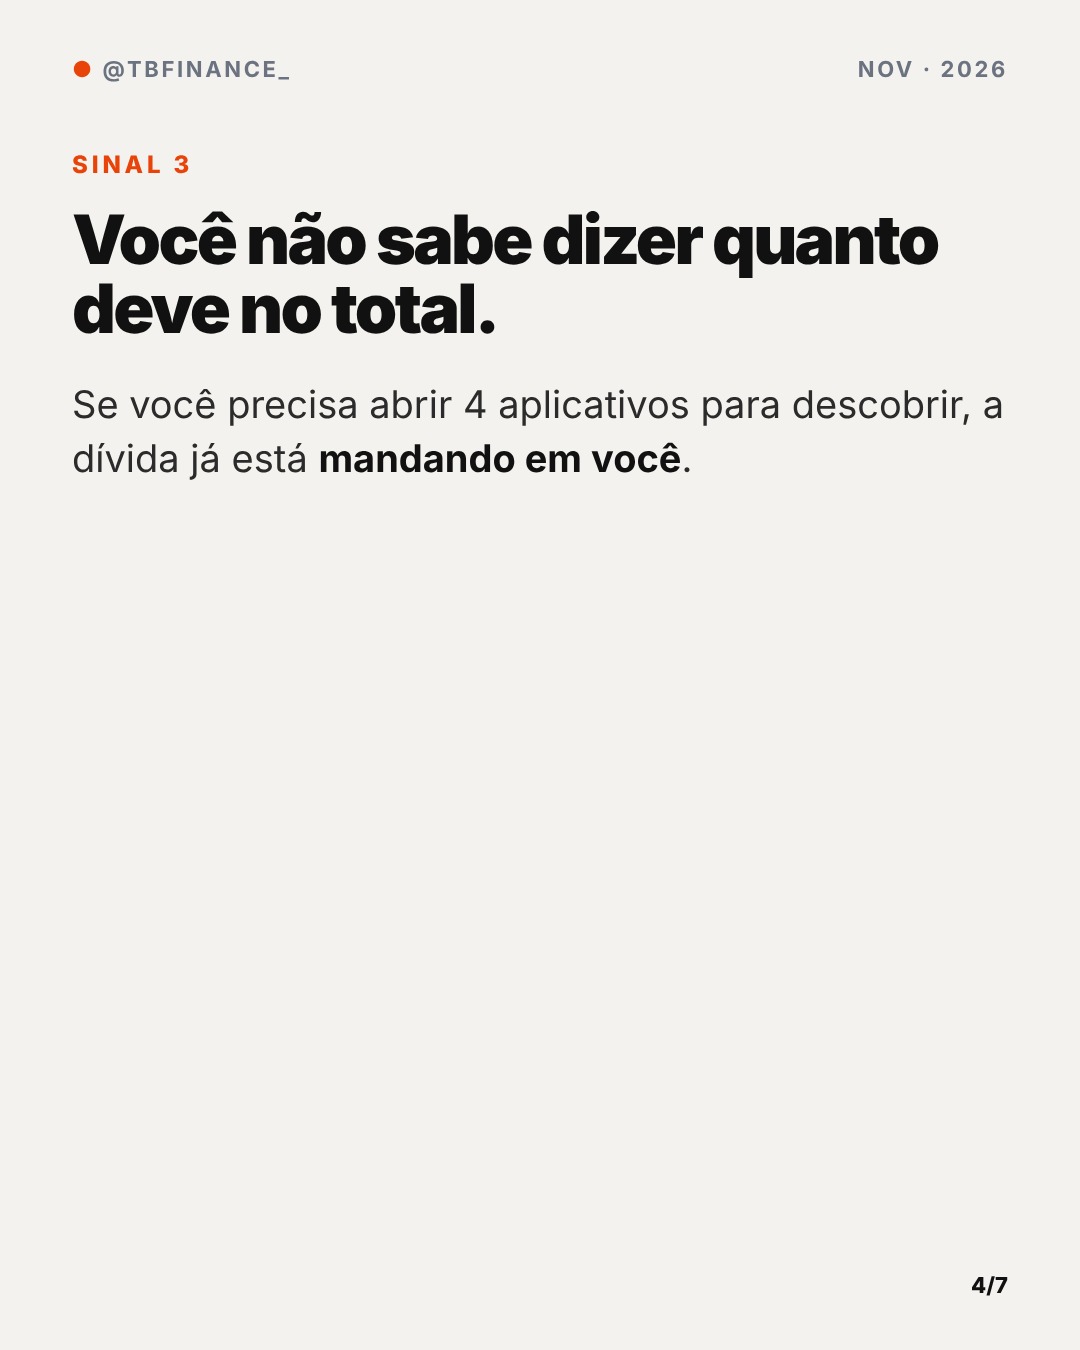 @TBFINANCE_
NOV · 2026
SINAL 3
Você não sabe dizer quanto
deve no total.
Se você precisa abrir 4 aplicativos para descobrir, a
dívida já está mandando em você.
4/7